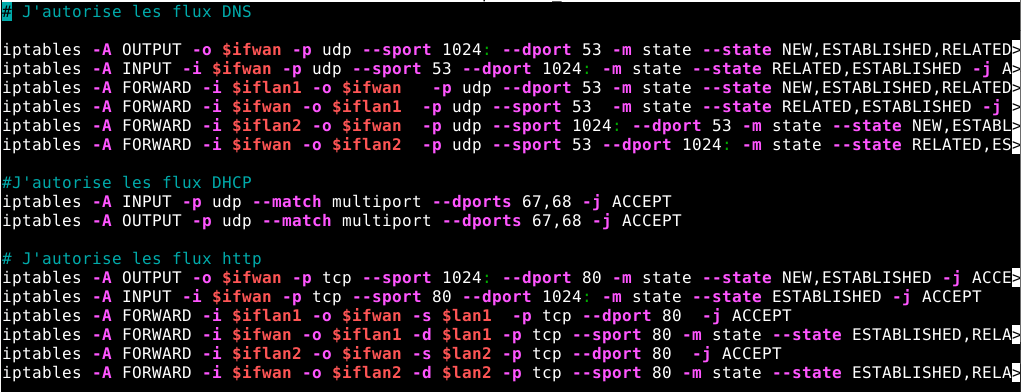 # J'autorise les flux DNS
iptables -A OUTPUT -o $ifwan -p udp --sport 1024: --dport 53 -m state --state NEW,ESTABLISHED,RELATED>
iptables -A INPUT -i $ifwan -p udp --sport 53 --dport 1024: -m state --state RELATED,ESTABLISHED -j A>
iptables -A FORWARD -i $iflan1 -o $ifwan   -p udp --dport 53 -m state --state NEW,ESTABLISHED,RELATED>
iptables -A FORWARD -i $ifwan -o $iflan1  -p udp --sport 53  -m state --state RELATED,ESTABLISHED -j >
iptables -A FORWARD -i $iflan2 -o $ifwan  -p udp --sport 1024: --dport 53 -m state --state NEW,ESTABL>
iptables -A FORWARD -i $ifwan -o $iflan2  -p udp --sport 53 --dport 1024: -m state --state RELATED,ES>
#J'autorise les flux DHCP
iptables -A INPUT -p udp --match multiport --dports 67,68 -j ACCEPT
iptables -A OUTPUT -p udp --match multiport --dports 67,68 -j ACCEPT
# J'autorise les flux http
iptables -A OUTPUT -o $ifwan -p tcp --sport 1024: --dport 80 -m state --state NEW,ESTABLISHED -j ACCE>
iptables -A INPUT -i $ifwan -p tcp --sport 80 --dport 1024: -m state --state ESTABLISHED -j ACCEPT
iptables -A FORWARD -i $iflan1 -o $ifwan -s $lan1  -p tcp --dport 80  -j ACCEPT
iptables -A FORWARD -i $ifwan -o $iflan1 -d $lan1 -p tcp --sport 80 -m state --state ESTABLISHED,RELA>
iptables -A FORWARD -i $iflan2 -o $ifwan -s $lan2 -p tcp --dport 80  -j ACCEPT
iptables -A FORWARD -i $ifwan -o $iflan2 -d $lan2 -p tcp --sport 80 -m state --state ESTABLISHED,RELA>